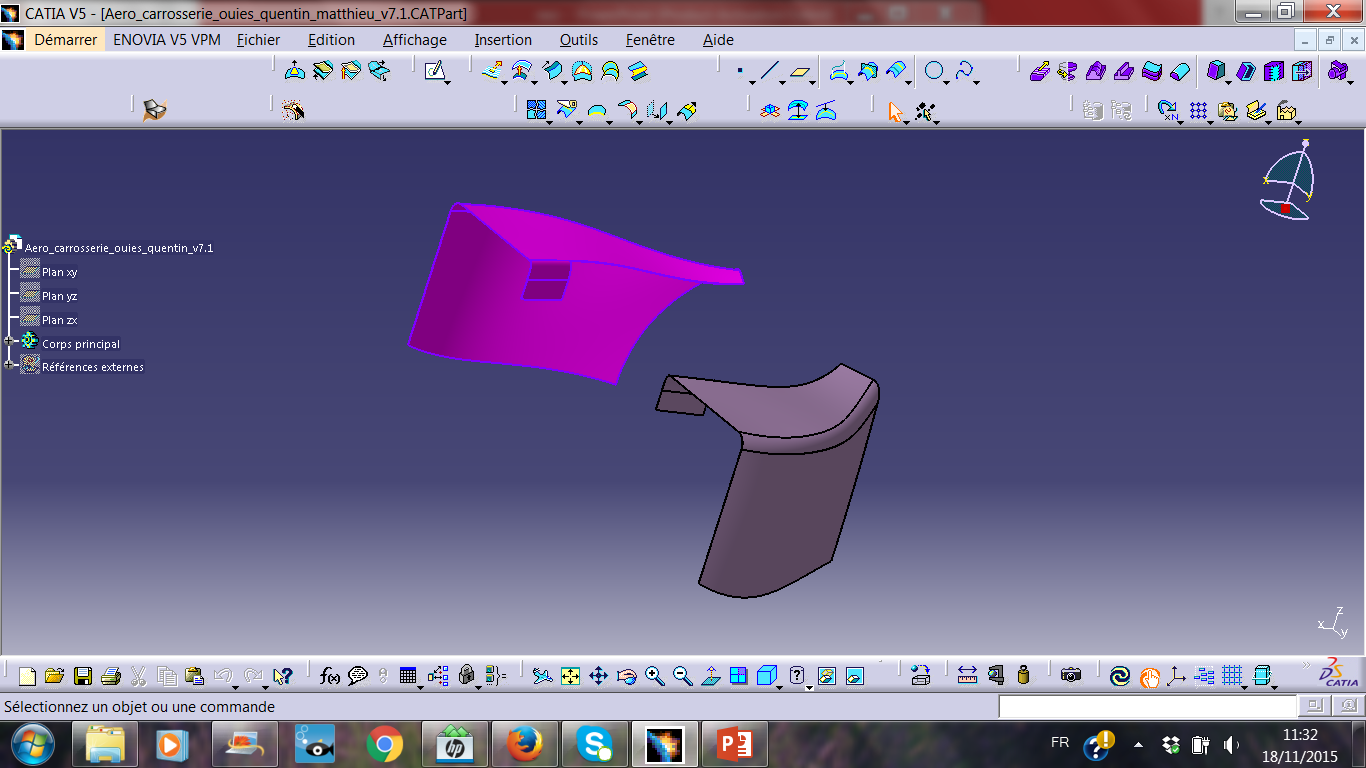 CATIA V5 - [Aero_carrosserie_ouies_quentin_matthieu_v7.1.CATPart]
Démarrer ENOVIA V5 VPM Fichier Edition Affichage Insertion Outils Fenêtre Aide
Aero_carrosserie_ouies_quentin_v7.1
Plan xy
Plan yz
Plan zx
Corps principal
Références externes
z
x
y
f(x)
CATIA
Sélectionnez un objet ou une commande
hp
FR
11:32
18/11/2015